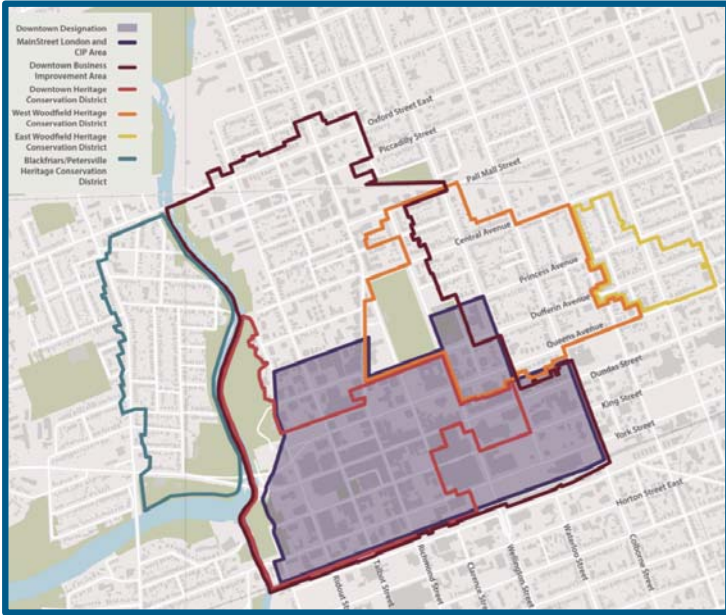 Downtown Designation
MainStreet London and
CIP Area
Downtown Business
Improvement Area
Downtown Heritage
Conservation District
West Woodfield Heritage
Conservation District
East Woodfield Heritage
Conservation District
Blackfriars/Petersville
Heritage Conservation
District
Oxford Street East
Piccadilly Street
Pall Mall Street
Central Avenue
Princess Avenue
Dufferin Avenue
Queens Avenue
Dundas Street
King Street
York Street
Horton Street East
Ridout St
Talbot Street
Richmond Street
Clarence Street
Wellington Street
Waterloo Street
Colborne Street